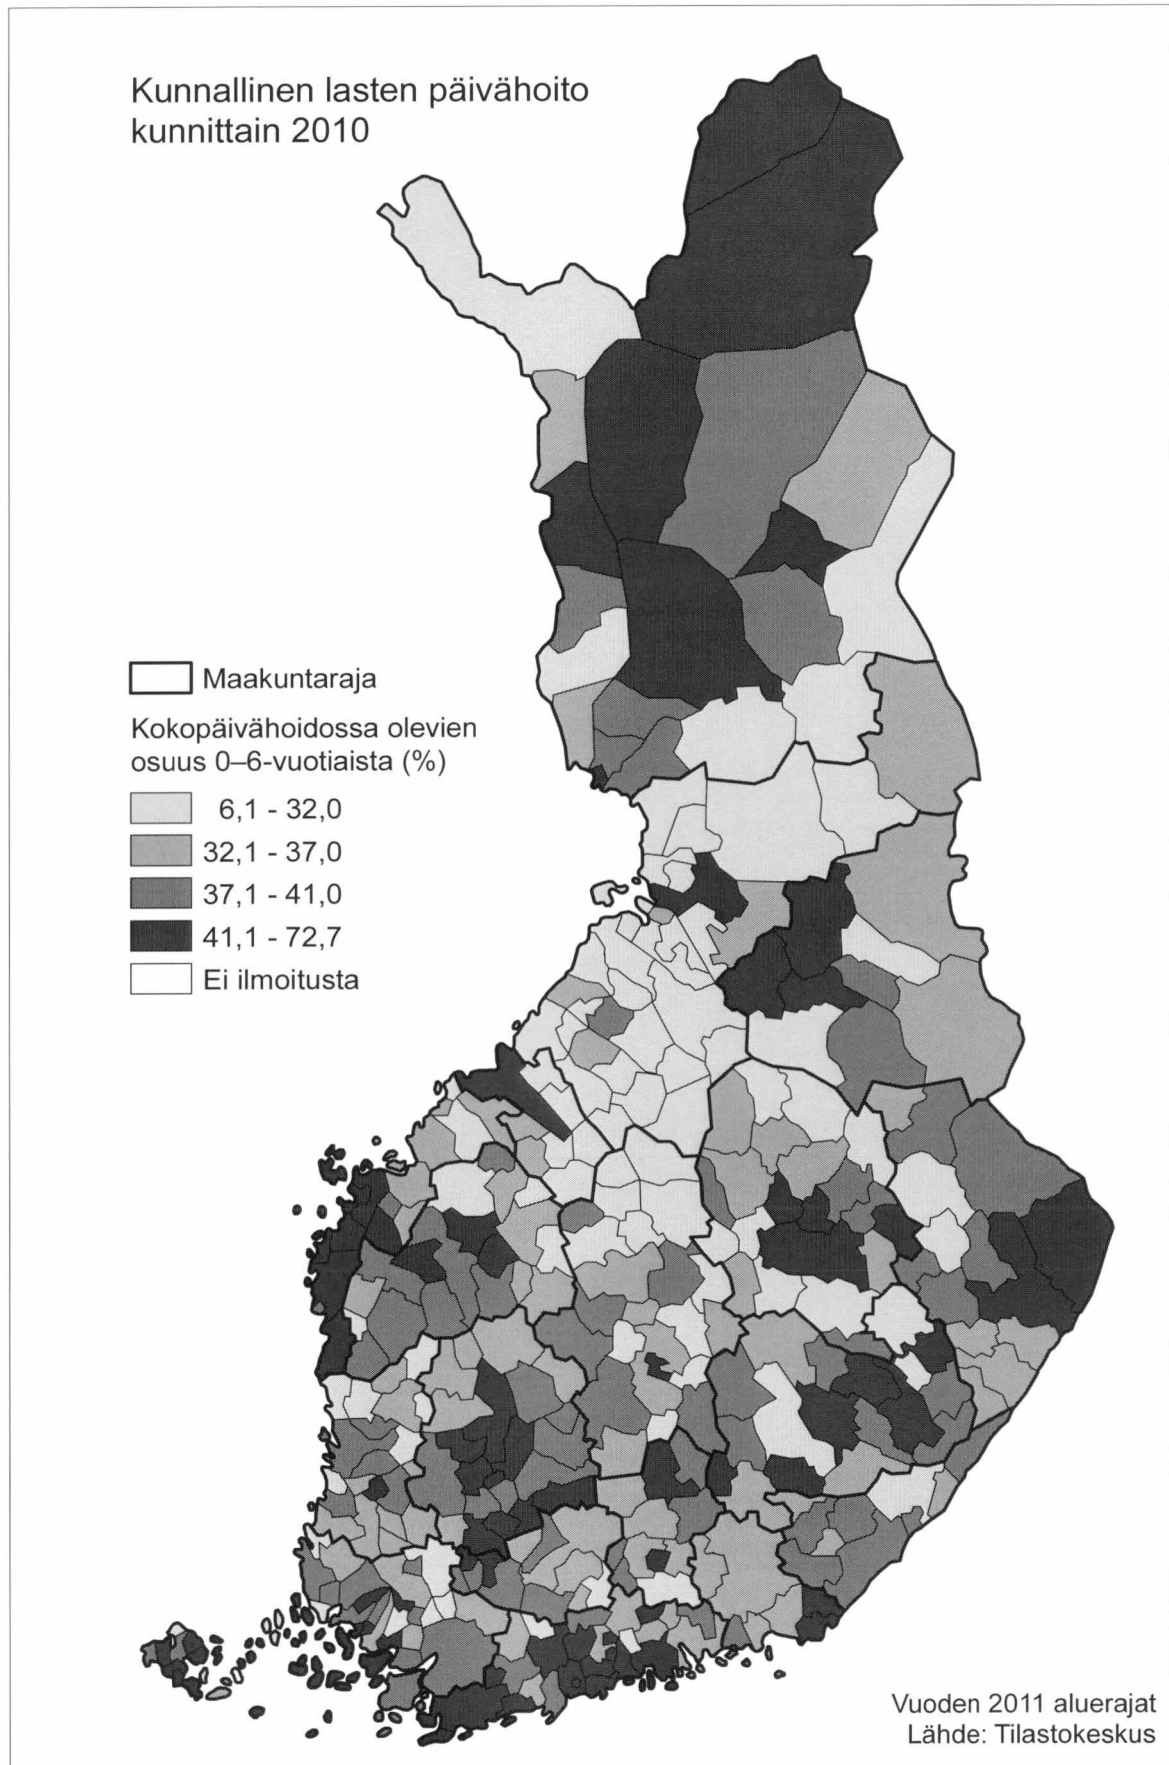 Kunnallinen lasten päivähoito
kunnittain 2010
Maakuntaraja
Kokopäivähoidossa olevien
osuus 0–6-vuotiaista (%)
6,1 - 32,0
32,1 - 37,0
37,1 - 41,0
41,1 - 72,7
Ei ilmoitusta
Vuoden 2011 aluerajat
Lähde: Tilastokeskus